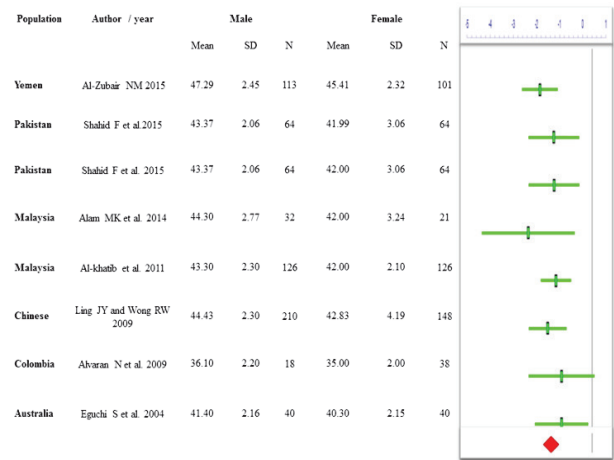 Population Author / year Male Female
Mean SD N Mean SD N
-5 -4 -3 -2 -1 0 1
Yemen Al-Zubair NM 2015 47.29 2.45 113 45.41 2.32 101
Pakistan Shahid F et al.2015 43.37 2.06 64 41.99 3.06 64
Pakistan Shahid F et al. 2015 43.37 2.06 64 42.00 3.06 64
Malaysia Alam MK et al. 2014 44.30 2.77 32 42.00 3.24 21
Malaysia Al-khatib et al. 2011 43.30 2.30 126 42.00 2.10 126
Chinese Ling JY and Wong RW 2009 44.43 2.30 210 42.83 4.19 148
Colombia Alvaran N et al. 2009 36.10 2.20 18 35.00 2.00 38
Australia Eguchi S et al. 2004 41.40 2.16 40 40.30 2.15 40